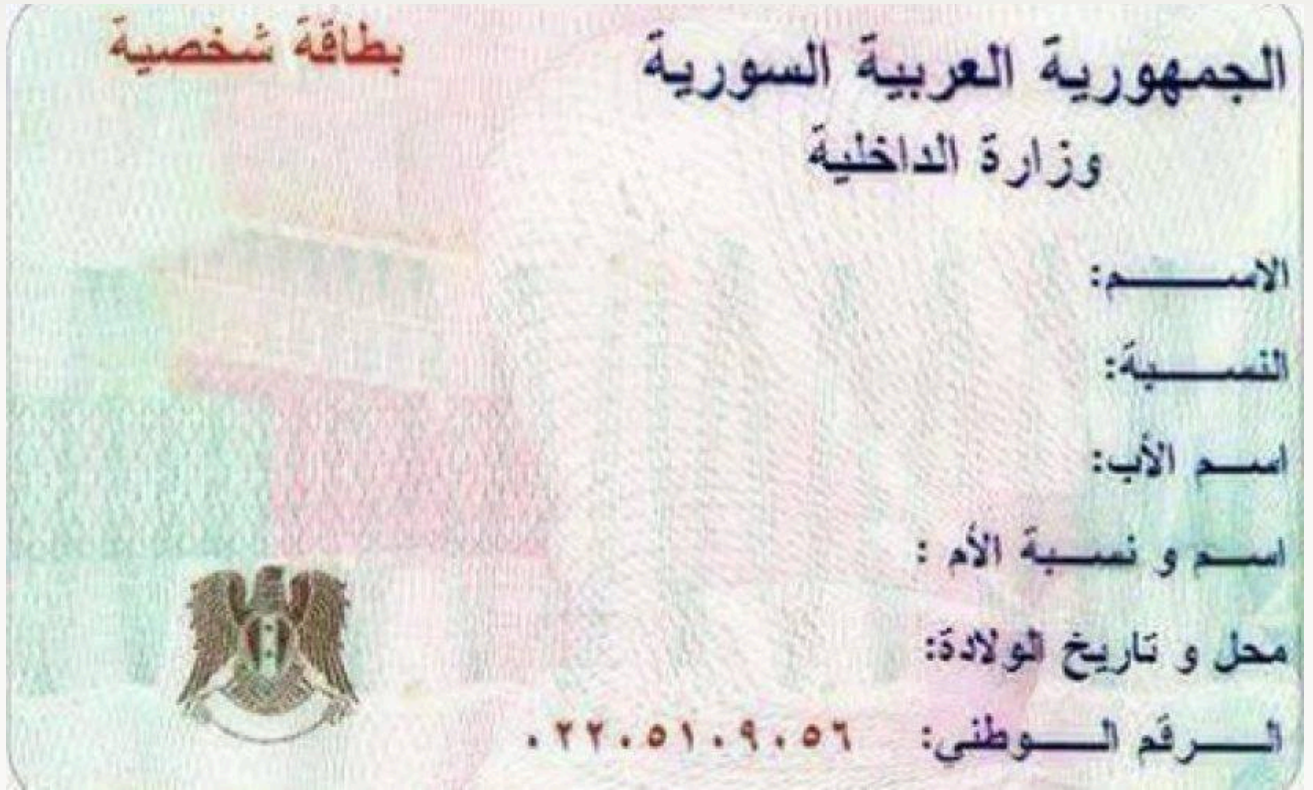 الجمهورية العربية السورية
بطاقة شخصية
وزارة الداخلية
الاسم:
النسبة:
اسم الأب:
اسم و نسبة الأم :
محل و تاريخ الولادة:
الرقم الوطني: ٠٢٢٠٥١٠٩٠٥٦